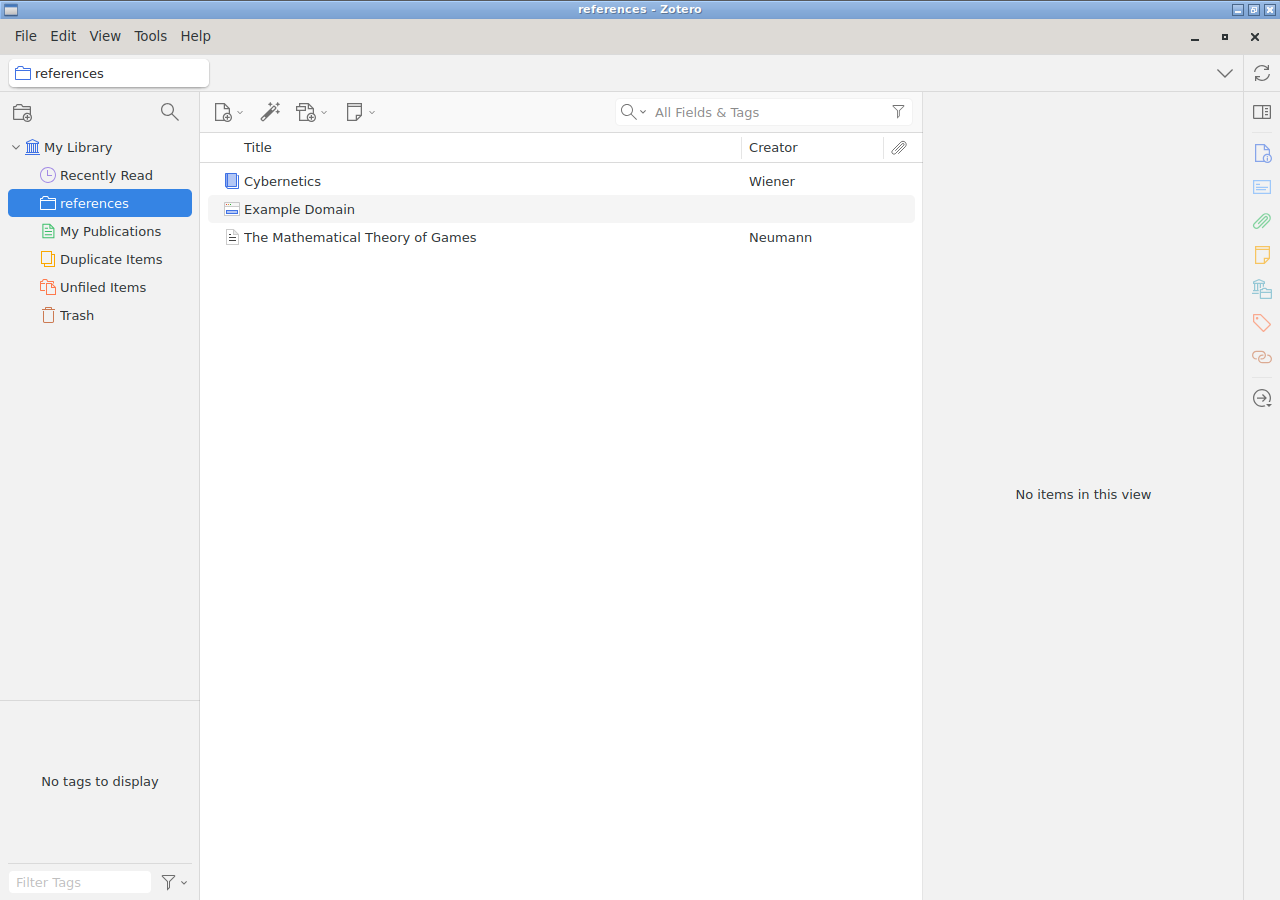 references - Zotero
File Edit View Tools Help
references
All Fields & Tags
Title Creator
My Library
Recently Read
references
My Publications
Duplicate Items
Unfiled Items
Trash
Cybernetics Wiener
Example Domain
The Mathematical Theory of Games Neumann
No items in this view
No tags to display
Filter Tags